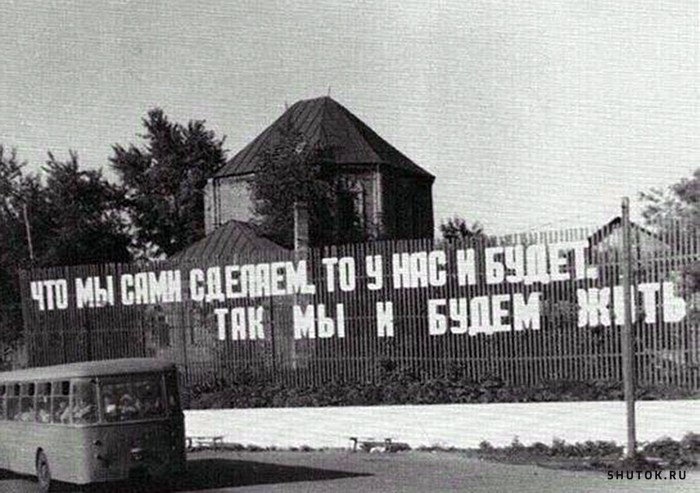 ЧТО МЫ САМИ СДЕЛАЕМ, ТО У НАС И БУДЕТ.
ТАК МЫ И БУДЕМ ЖИТЬ
SHUTOK.RU